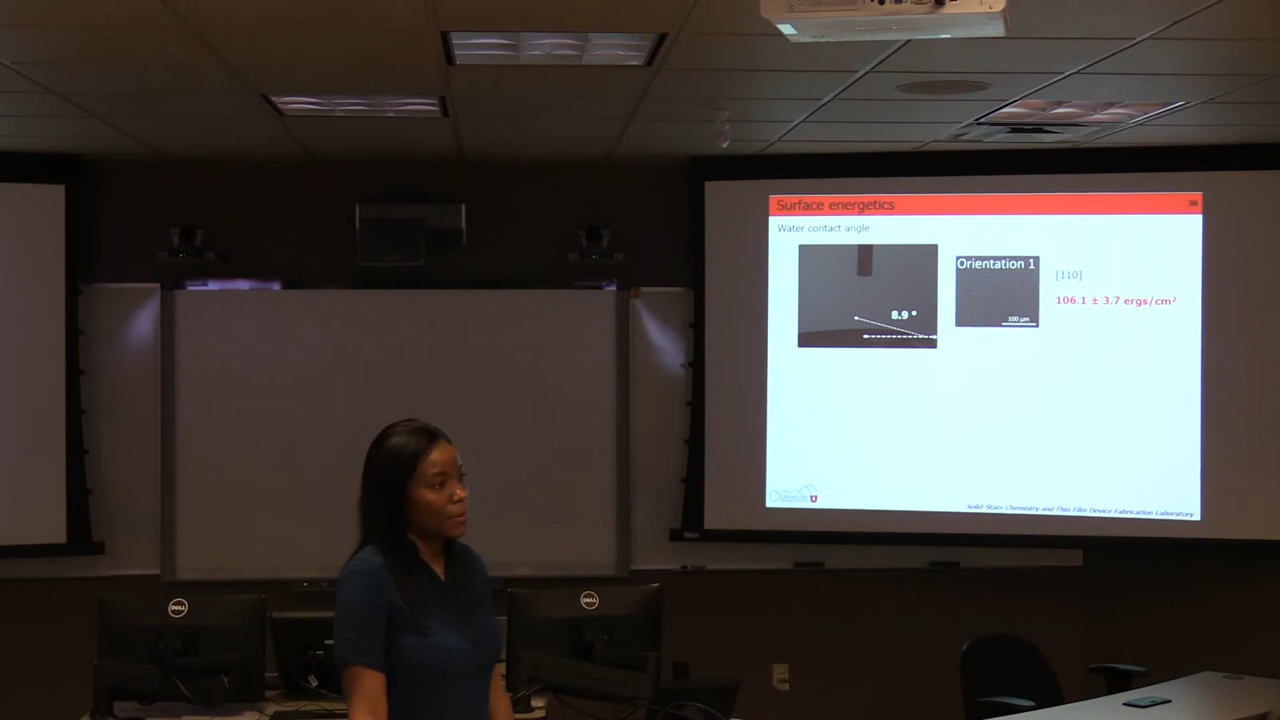 Surface energetics
38
Water contact angle
8.9 °
Orientation 1
100 μm
[110]
106.1 ± 3.7 ergs/cm²
Solid State Chemistry and Thin Film Device Fabrication Laboratory
DELL
DELL